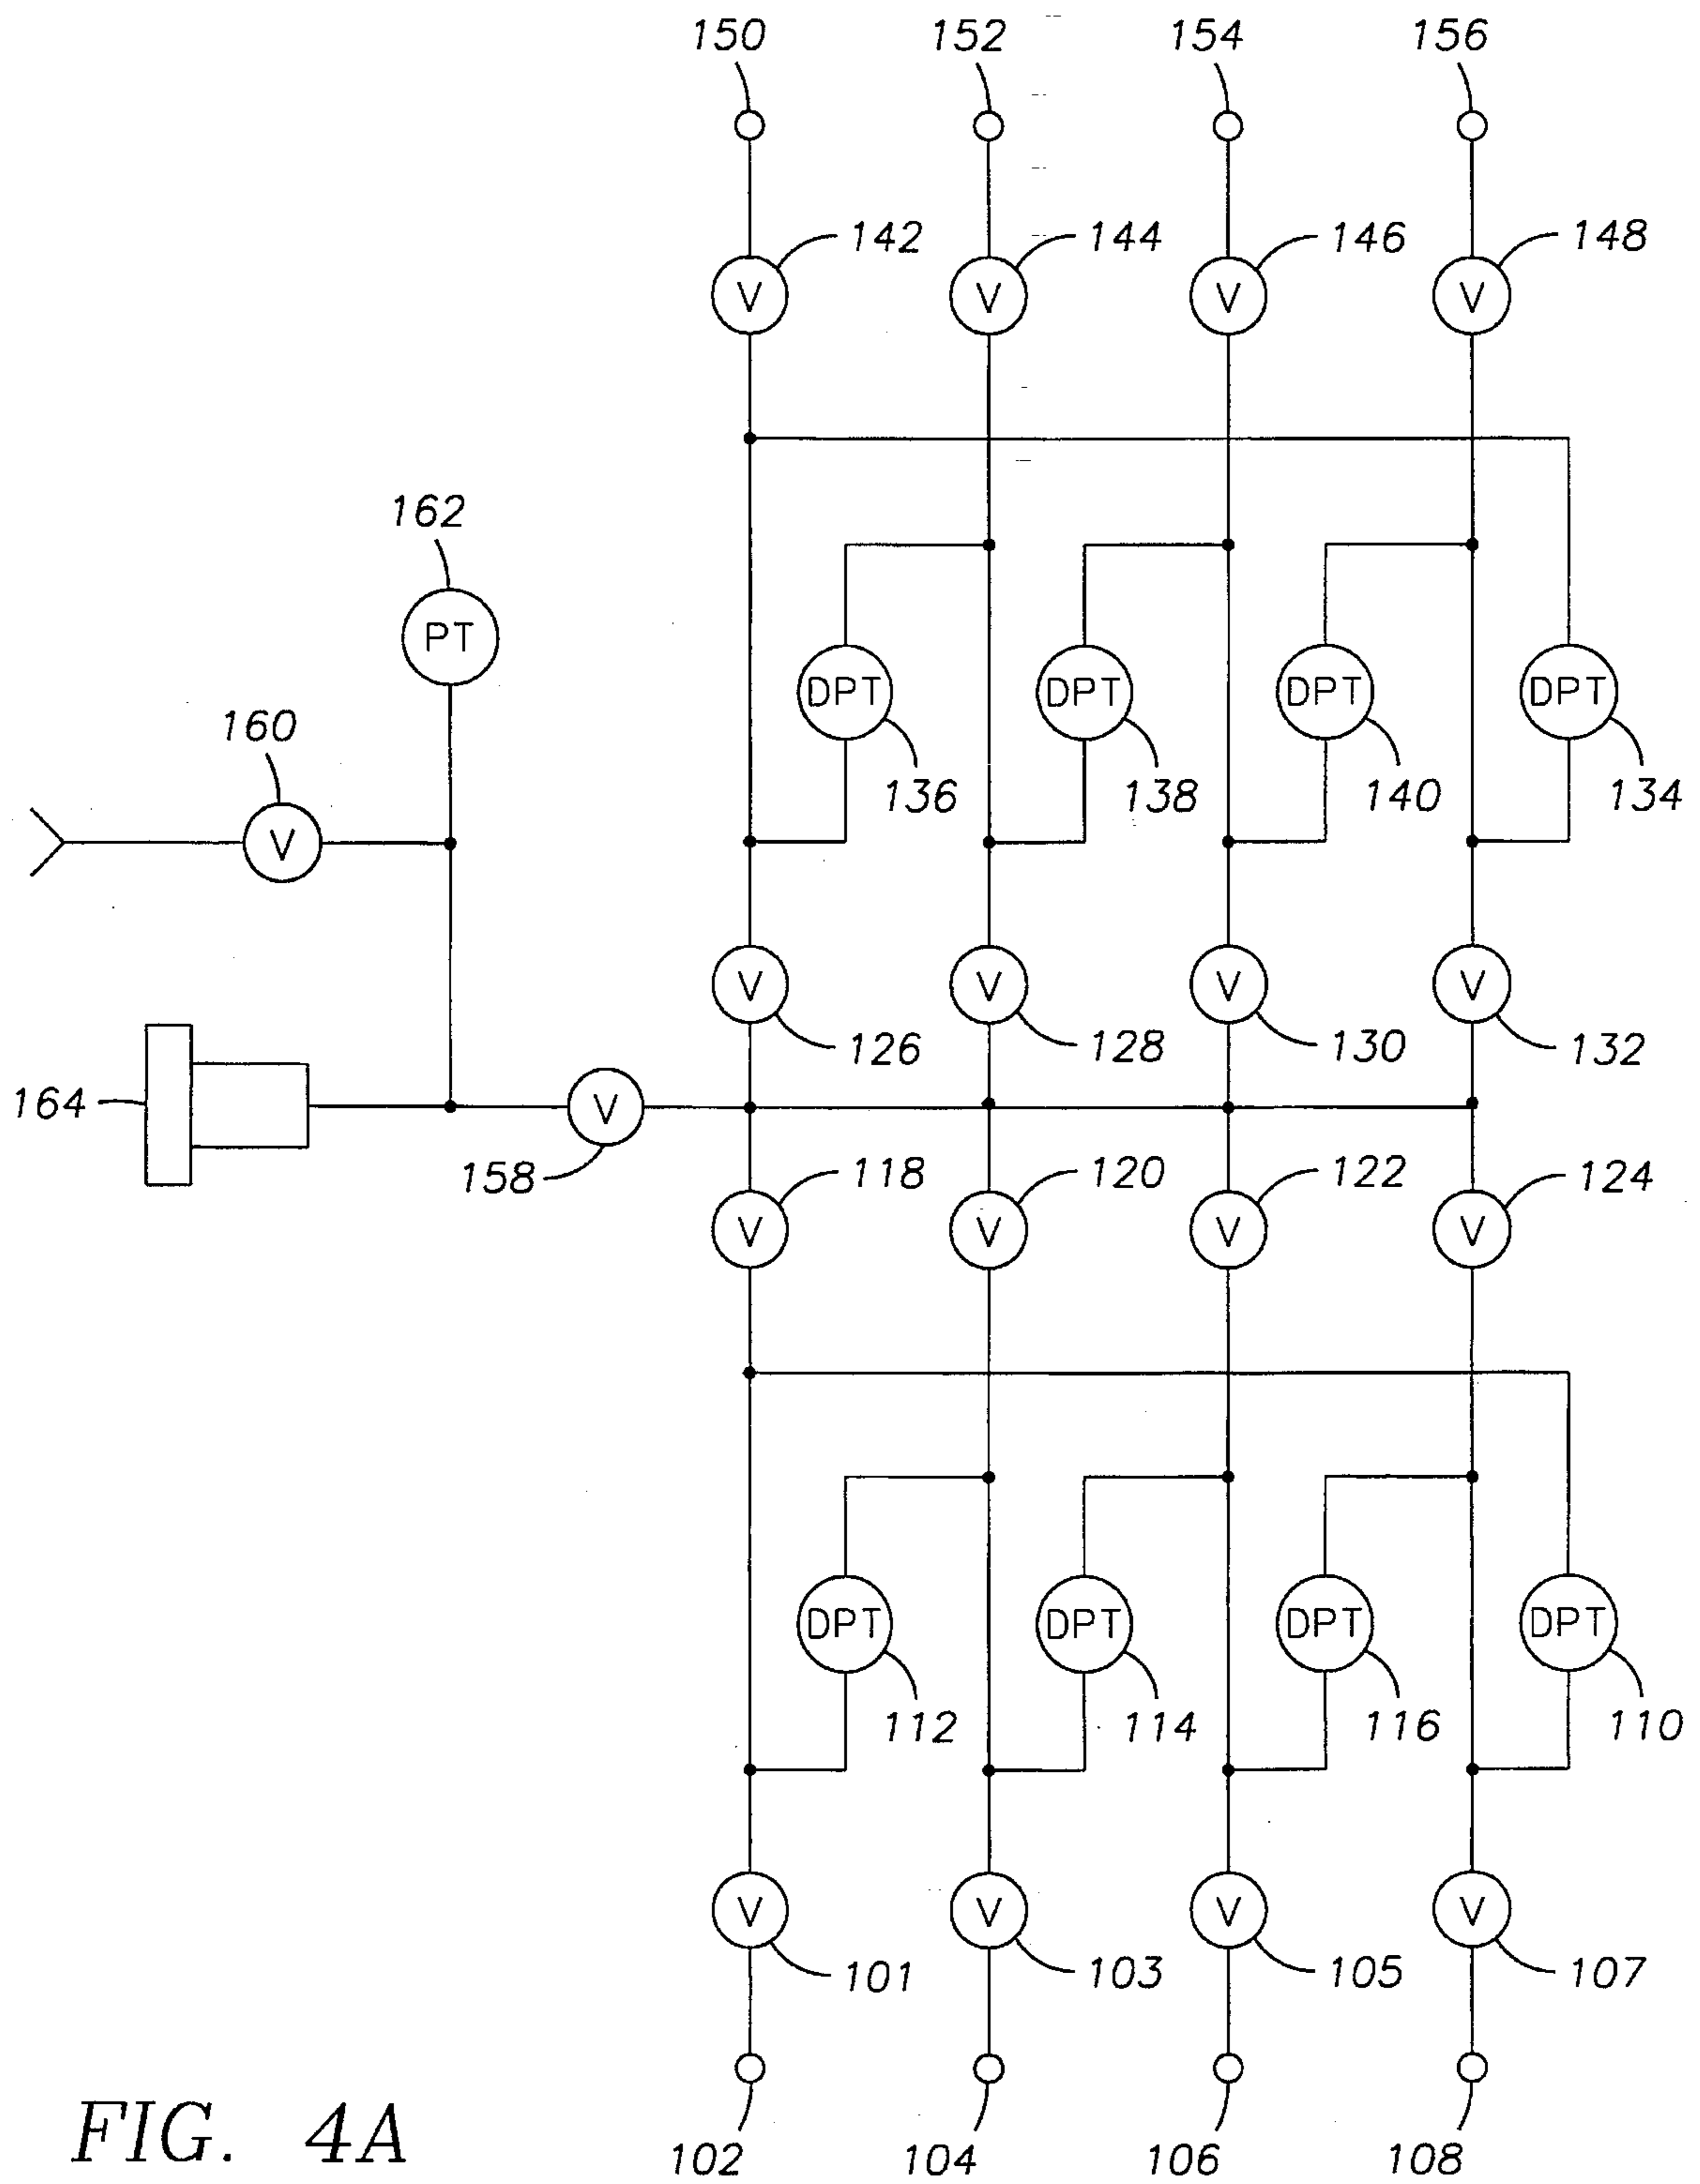 150 152 154 156
142 144 146 148
V V V V
162
PT
160
DPT DPT DPT DPT
136 138 140 134
V
V V V V
126 128 130 132
164
V
158
118 120 122 124
V V V V
DPT DPT DPT DPT
112 114 116 110
V V V V
101 103 105 107
FIG. 4A
102 104 106 108